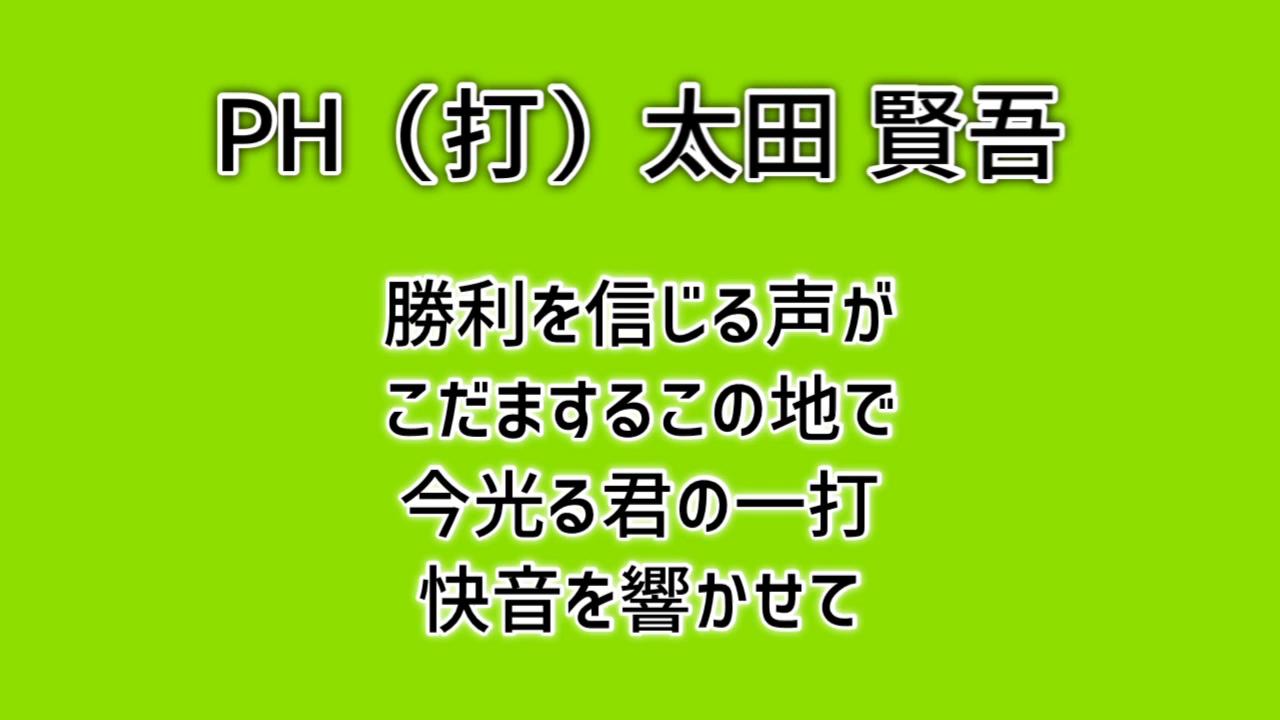 PH（打）太田 賢吾
勝利を信じる声が
こだまするこの地で
今光る君の一打
快音を響かせて